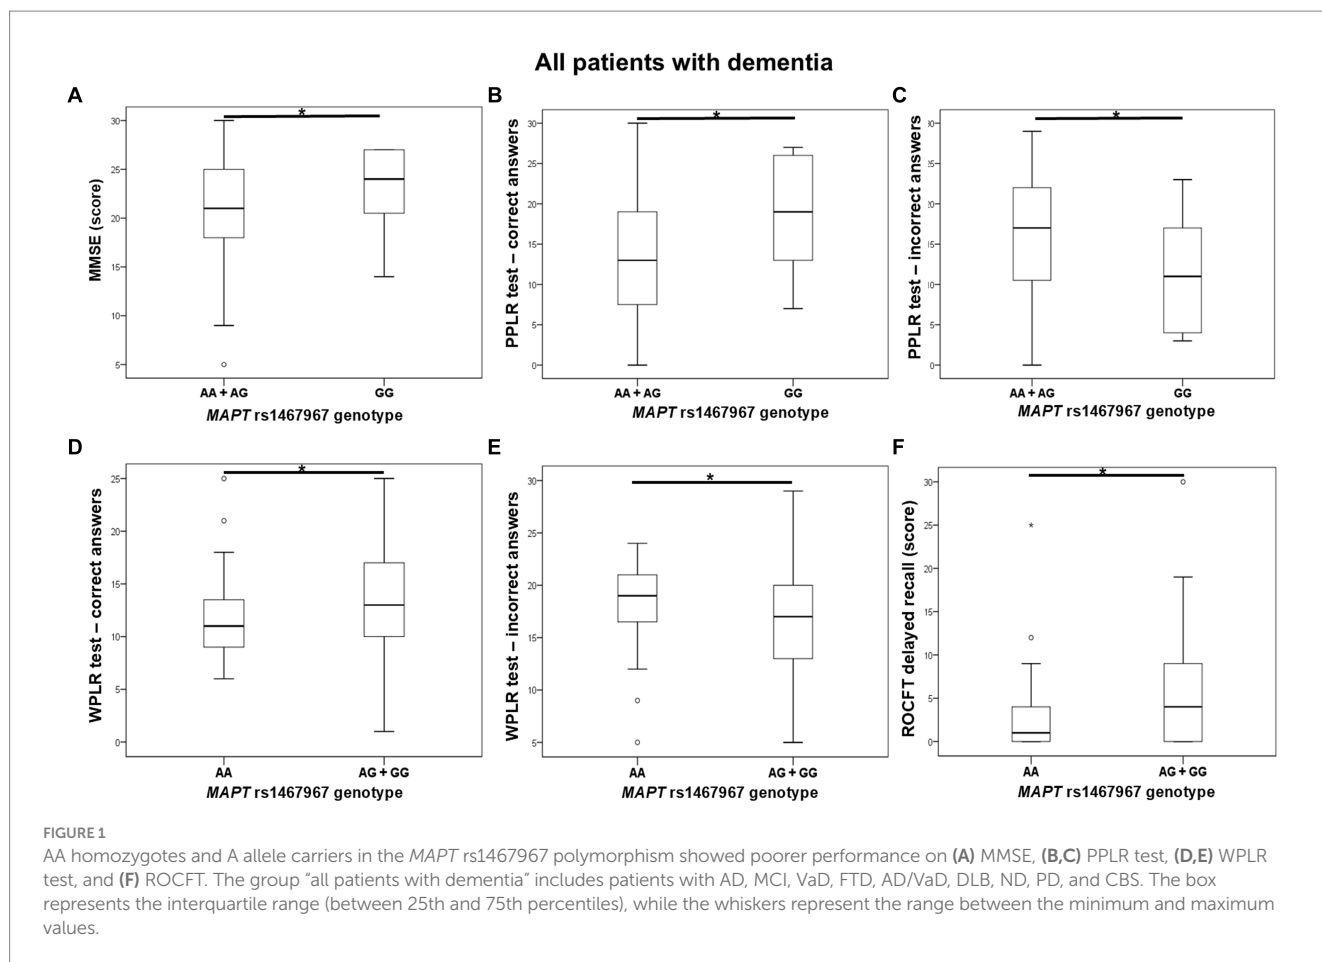 All patients with dementia
A
*
30
25
20
15
10
5
MMSE (score)
AA + AG
GG
MAPT rs1467967 genotype
B
*
30
25
20
15
10
5
0
PPLR test – correct answers
AA + AG
GG
MAPT rs1467967 genotype
C
*
25
20
15
5
0
PPLR test – incorrect answers
AA + AG
GG
MAPT rs1467967 genotype
D
*
25
20
15
10
5
0
WPLR test – correct answers
AA
AG + GG
MAPT rs1467967 genotype
E
*
30
25
20
15
10
5
WPLR test – incorrect answers
AA
AG + GG
MAPT rs1467967 genotype
F
*
30
25
20
15
10
5
0
ROCFT delayed recall (score)
AA
AG + GG
MAPT rs1467967 genotype
FIGURE 1
AA homozygotes and A allele carriers in the MAPT rs1467967 polymorphism showed poorer performance on (A) MMSE, (B,C) PPLR test, (D,E) WPLR
test, and (F) ROCFT. The group “all patients with dementia” includes patients with AD, MCI, VaD, FTD, AD/VaD, DLB, ND, PD, and CBS. The box
represents the interquartile range (between 25th and 75th percentiles), while the whiskers represent the range between the minimum and maximum
values.